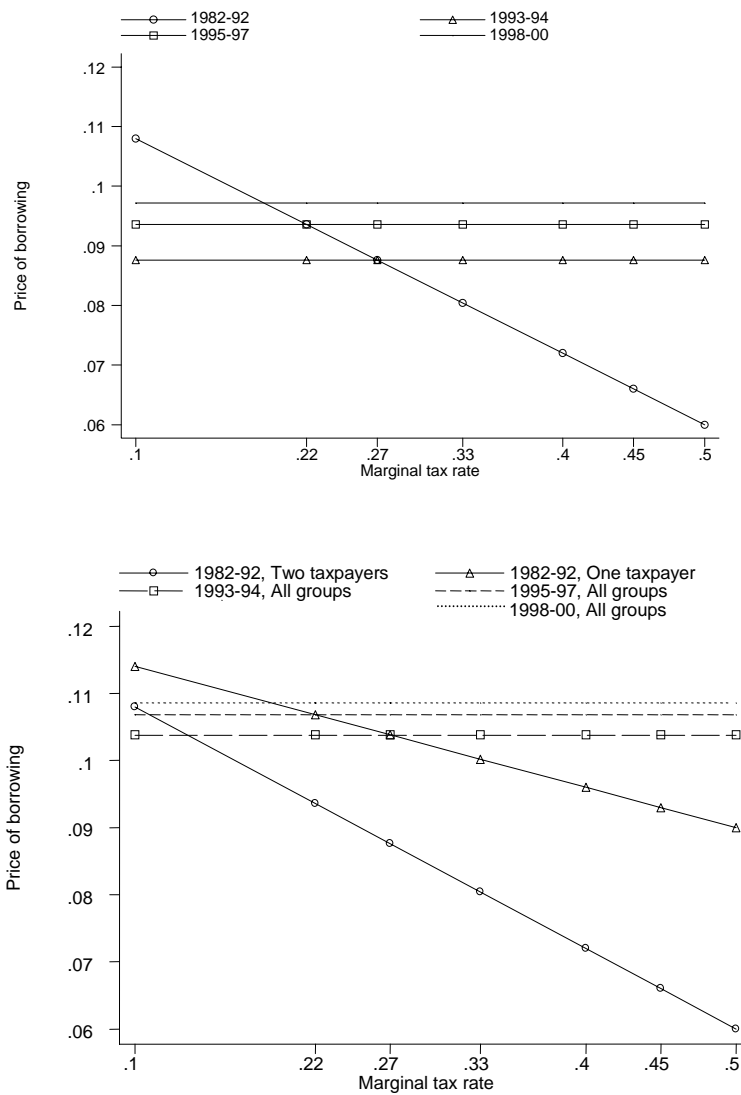 1982-92 1993-94
1995-97 1998-00
.12
.11
.1
.09
.08
.07
.06
Price of borrowing
.1 .22 .27 .33 .4 .45 .5
Marginal tax rate
1982-92, Two taxpayers 1982-92, One taxpayer
1993-94, All groups 1995-97, All groups
1998-00, All groups
.12
.11
.1
.09
.08
.07
.06
Price of borrowing
.1 .22 .27 .33 .4 .45 .5
Marginal tax rate